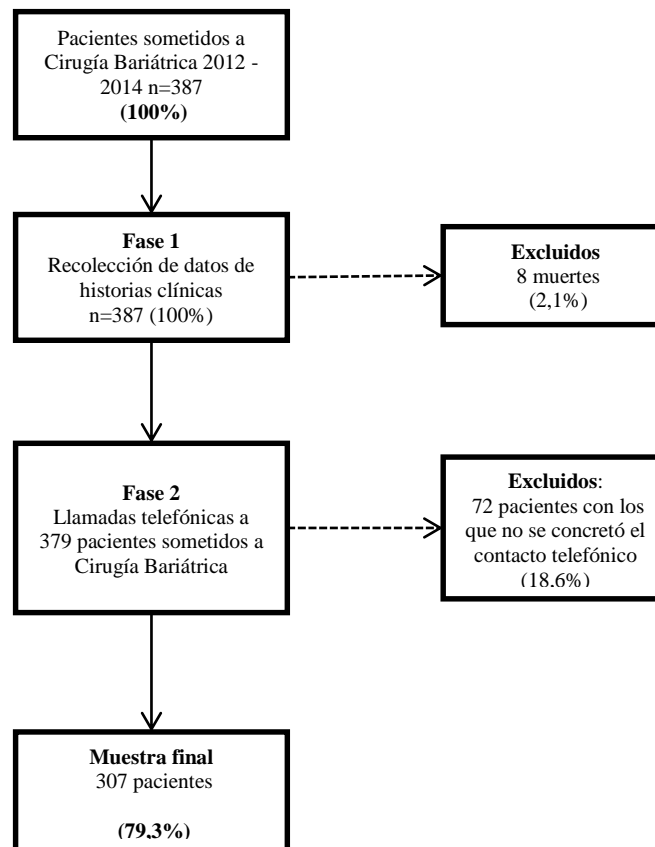 Pacientes sometidos a
Cirugía Bariátrica 2012 -
2014 n=387
(100%)
Fase 1
Recolección de datos de
historias clínicas
n=387 (100%)
Excluidos
8 muertes
(2,1%)
Fase 2
Llamadas telefónicas a
379 pacientes sometidos a
Cirugía Bariátrica
Excluidos:
72 pacientes con los
que no se concretó el
contacto telefónico
(18,6%)
Muestra final
307 pacientes
(79,3%)